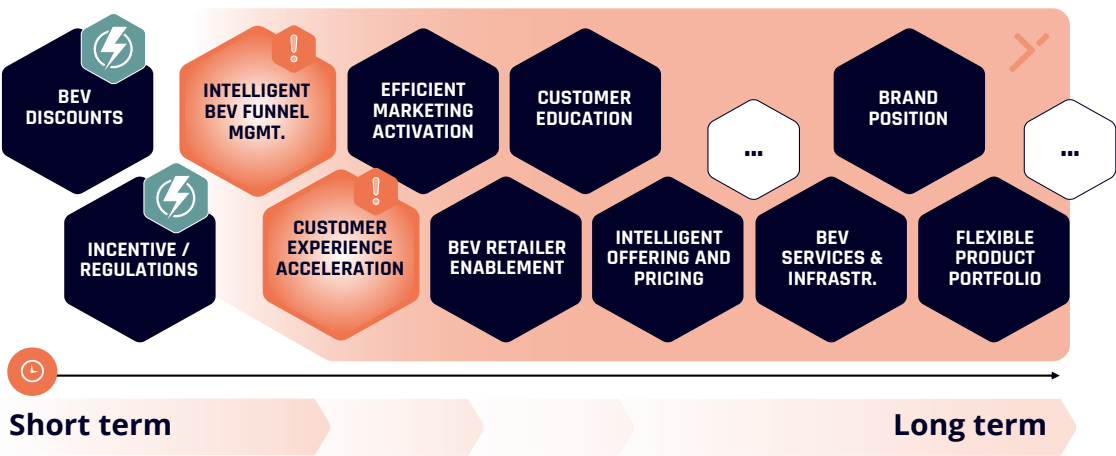 BEV
DISCOUNTS
!
INTELLIGENT
BEV FUNNEL
MGMT.
EFFICIENT
MARKETING
ACTIVATION
CUSTOMER
EDUCATION
...
BRAND
POSITION
...
INCENTIVE /
REGULATIONS
!
CUSTOMER
EXPERIENCE
ACCELERATION
BEV RETAILER
ENABLEMENT
INTELLIGENT
OFFERING AND
PRICING
BEV
SERVICES &
INFRASTR.
FLEXIBLE
PRODUCT
PORTFOLIO
Short term
Long term